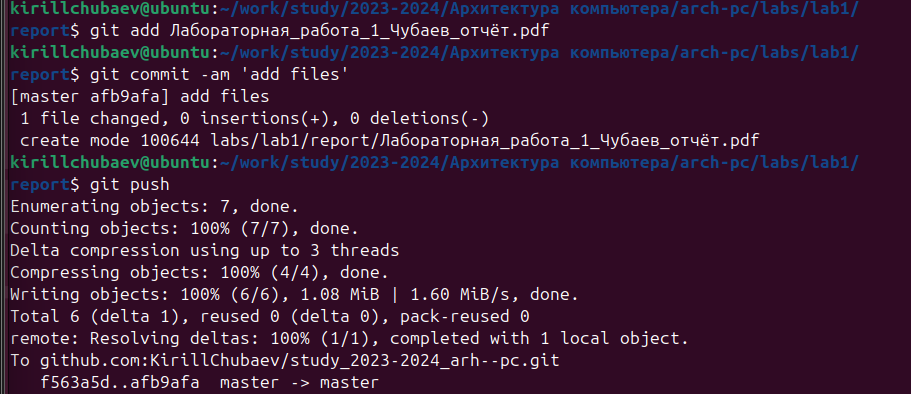 kirillchubaev@ubuntu:~/work/study/2023-2024/Архитектура компьютера/arch-pc/labs/lab1/
report$ git add Лабораторная_работа_1_Чубаев_отчёт.pdf
kirillchubaev@ubuntu:~/work/study/2023-2024/Архитектура компьютера/arch-pc/labs/lab1/
report$ git commit -am 'add files'
[master afb9afa] add files
 1 file changed, 0 insertions(+), 0 deletions(-)
 create mode 100644 labs/lab1/report/Лабораторная_работа_1_Чубаев_отчёт.pdf
kirillchubaev@ubuntu:~/work/study/2023-2024/Архитектура компьютера/arch-pc/labs/lab1/
report$ git push
Enumerating objects: 7, done.
Counting objects: 100% (7/7), done.
Delta compression using up to 3 threads
Compressing objects: 100% (4/4), done.
Writing objects: 100% (6/6), 1.08 MiB | 1.60 MiB/s, done.
Total 6 (delta 1), reused 0 (delta 0), pack-reused 0
remote: Resolving deltas: 100% (1/1), completed with 1 local object.
To github.com:KirillChubaev/study_2023-2024_arh--pc.git
   f563a5d..afb9afa  master -> master